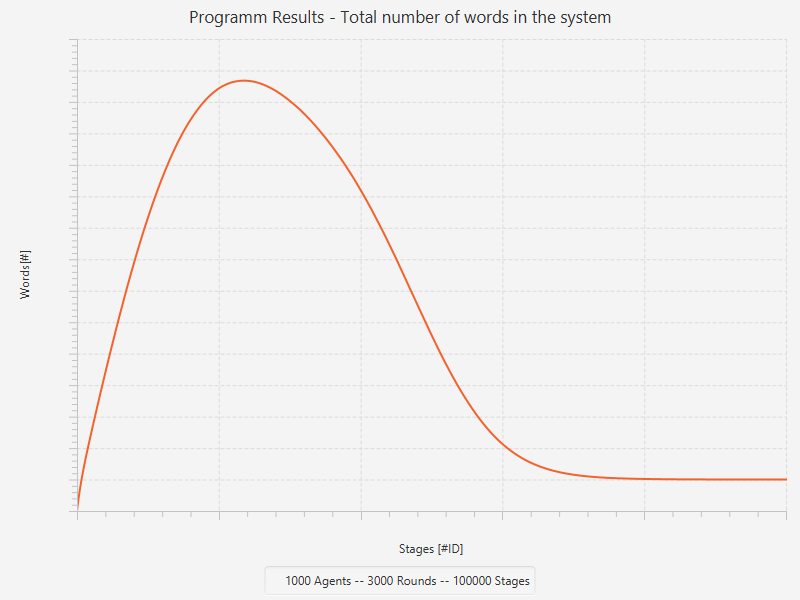 Programm Results - Total number of words in the system
Words[#]
Stages [#ID]
1000 Agents -- 3000 Rounds -- 100000 Stages